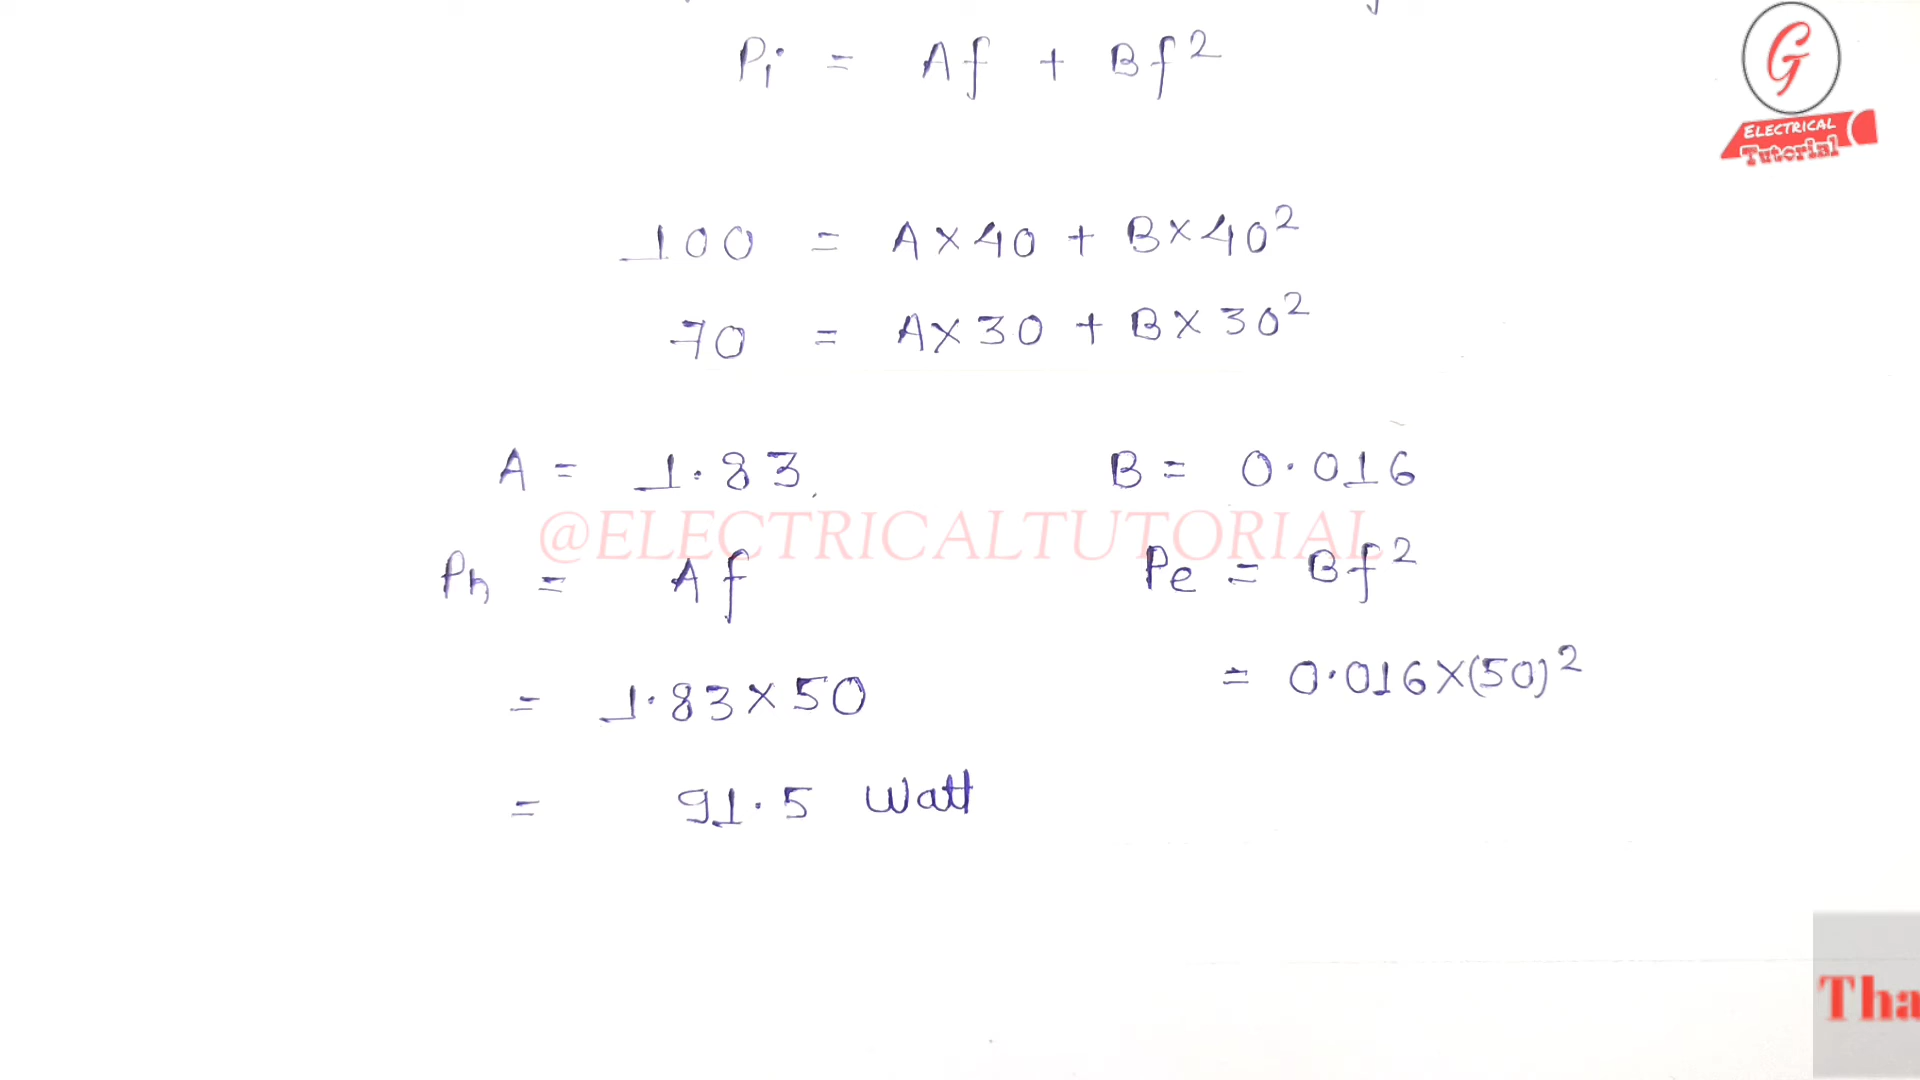 Pi = Af + Bf²
G
ELECTRICAL
Tutorial
100 = A×40 + B×40²
70 = A×30 + B×30²
A = 1.83 B = 0.016
@ELECTRICALTUTORIAL
Ph = Af Pe = Bf²
= 1.83×50 = 0.016×(50)²
= 91.5 Watt
Tha